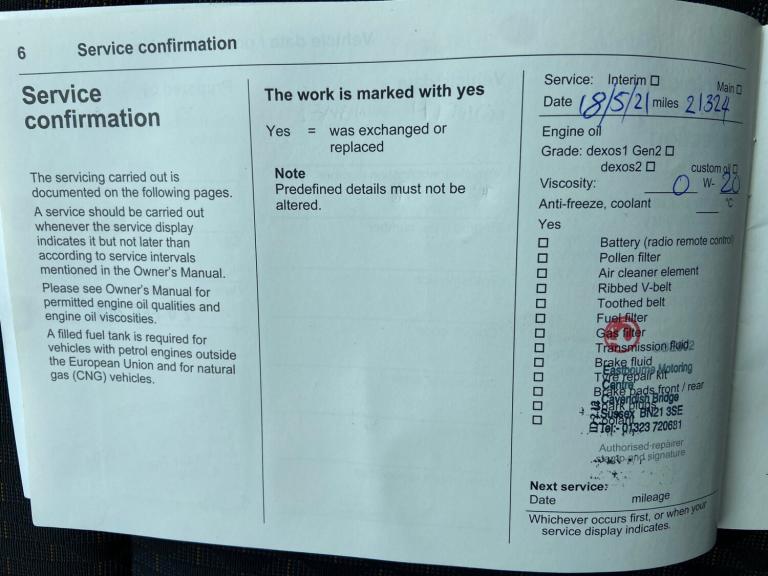 6 Service confirmation
Service
confirmation
The servicing carried out is
documented on the following pages.
A service should be carried out
whenever the service display
indicates it but not later than
according to service intervals
mentioned in the Owner's Manual.
Please see Owner's Manual for
permitted engine oil qualities and
engine oil viscosities.
A filled fuel tank is required for
vehicles with petrol engines outside
the European Union and for natural
gas (CNG) vehicles.
The work is marked with yes
Yes = was exchanged or
replaced
Note
Predefined details must not be
altered.
Service: Interim ☐ Main ☐
Date 18/5/21 miles 21324
Engine oil
Grade: dexos1 Gen2 ☐
dexos2 ☐ custom oil ☐
Viscosity: 0 W- 20
Anti-freeze, coolant °C
Yes
☐ Battery (radio remote control)
☐ Pollen filter
☐ Air cleaner element
☐ Ribbed V-belt
☐ Toothed belt
☐ Fuel filter
☐ Gas filter
☐ Transmission fluid
☐ Brake fluid
☐ Tyre repair kit
☐ Brake pads front / rear
☐ Spark plugs
☐ Coolant
Eastbourne Motoring
Centre
Cavendish Bridge
Sussex BN21 3SE
Tel:- 01323 720681
Authorised repairer
stamp and signature
Next service:
Date mileage
Whichever occurs first, or when your
service display indicates.